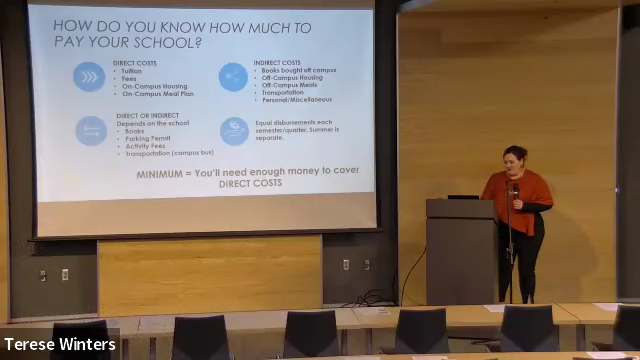 HOW DO YOU KNOW HOW MUCH TO
PAY YOUR SCHOOL?
DIRECT COSTS
• Tuition
• Fees
• On-Campus Housing
• On-Campus Meal Plan
INDIRECT COSTS
• Books bought off campus
• Off-Campus Housing
• Off-Campus Meals
• Transportation
• Personal/Miscellaneous
DIRECT OR INDIRECT
Depends on the school
• Books
• Parking Permit
• Activity Fees
• Transportation (campus bus)
Equal disbursements each
semester/quarter. Summer is
separate.
MINIMUM = You'll need enough money to cover
DIRECT COSTS
Terese Winters